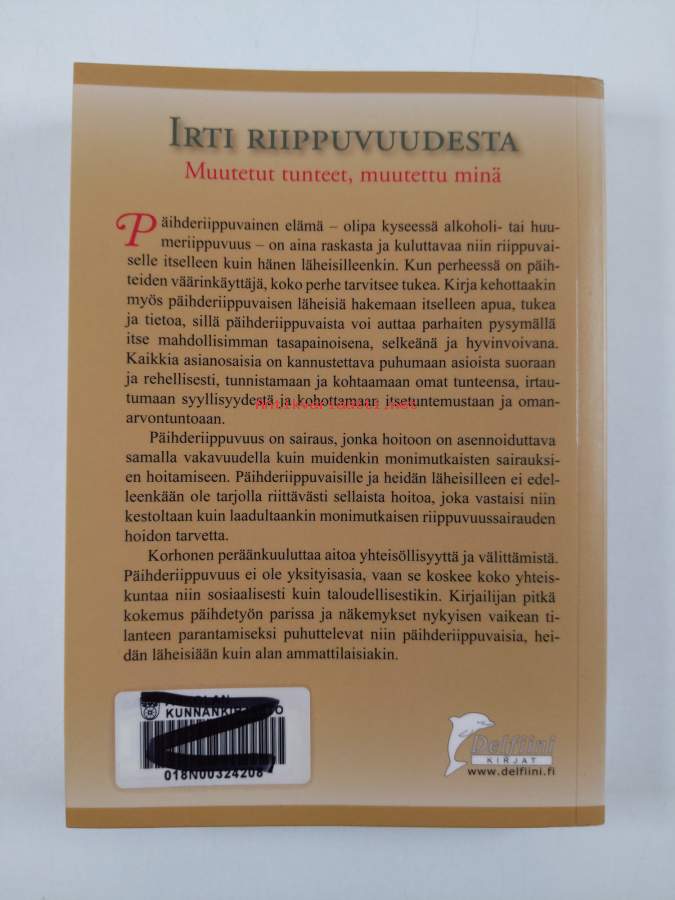 IRTI RIIPPUVUUDESTA
Muutetut tunteet, muutettu minä
Päihderiippuvainen elämä – olipa kyseessä alkoholi- tai huu-
meriippuvuus – on aina raskasta ja kuluttavaa niin riippuvai-
selle itselleen kuin hänen läheisilleenkin. Kun perheessä on päih-
teiden väärinkäyttäjä, koko perhe tarvitsee tukea. Kirja kehottaakin
myös päihderiippuvaisen läheisiä hakemaan itselleen apua, tukea
ja tietoa, sillä päihderiippuvaista voi auttaa parhaiten pysymällä
itse mahdollisimman tasapainoisena, selkeänä ja hyvinvoivana.
Kaikkia asianosaisia on kannustettava puhumaan asioista suoraan
ja rehellisesti, tunnistamaan ja kohtaamaan omat tunteensa, irtau-
tumaan syyllisyydestä ja kohottamaan itsetuntemustaan ja oman-
Antikvariaatti.net
arvontuntoaan.
Päihderiippuvuus on sairaus, jonka hoitoon on asennoiduttava
samalla vakavuudella kuin muidenkin monimutkaisten sairauksi-
en hoitamiseen. Päihderiippuvaisille ja heidän läheisilleen ei edel-
leenkään ole tarjolla riittävästi sellaista hoitoa, joka vastaisi niin
kestoltaan kuin laadultaankin monimutkaisen riippuvuussairauden
hoidon tarvetta.
Korhonen peräänkuuluttaa aitoa yhteisöllisyyttä ja välittämistä.
Päihderiippuvuus ei ole yksityisasia, vaan se koskee koko yhteis-
kuntaa niin sosiaalisesti kuin taloudellisestikin. Kirjailijan pitkä
kokemus päihdetyön parissa ja näkemykset nykyisen vaikean ti-
lanteen parantamiseksi puhuttelevat niin päihderiippuvaisia, hei-
dän läheisiään kuin alan ammattilaisiakin.
018N00324208
Delfiini
KIRJAT
www.delfiini.fi